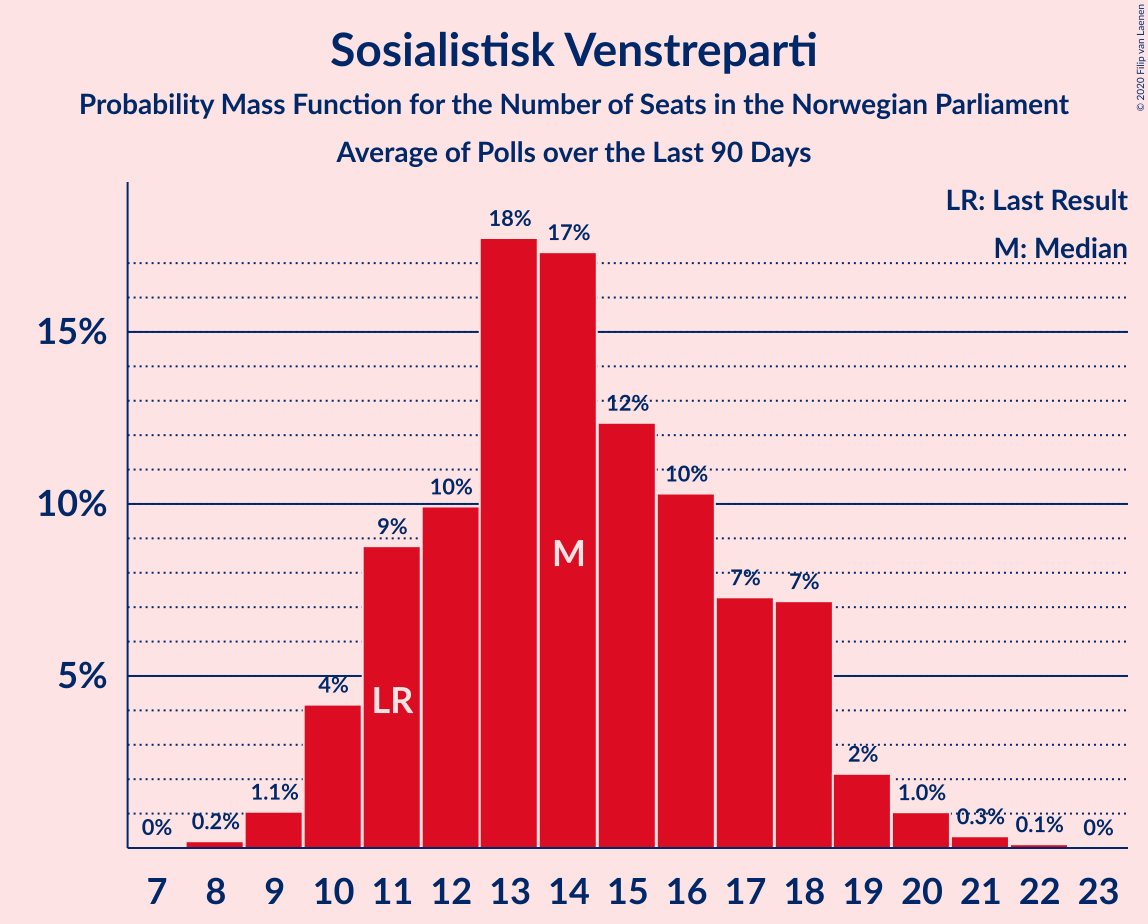 Sosialistisk Venstreparti
Probability Mass Function for the Number of Seats in the Norwegian Parliament
Average of Polls over the Last 90 Days
© 2020 Filip van Laenen
LR: Last Result
M: Median
15%
10%
5%
0%
0.2%
1.1%
4%
9%
10%
18%
17%
12%
10%
7%
7%
2%
1.0%
0.3%
0.1%
0%
LR
M
7 8 9 10 11 12 13 14 15 16 17 18 19 20 21 22 23